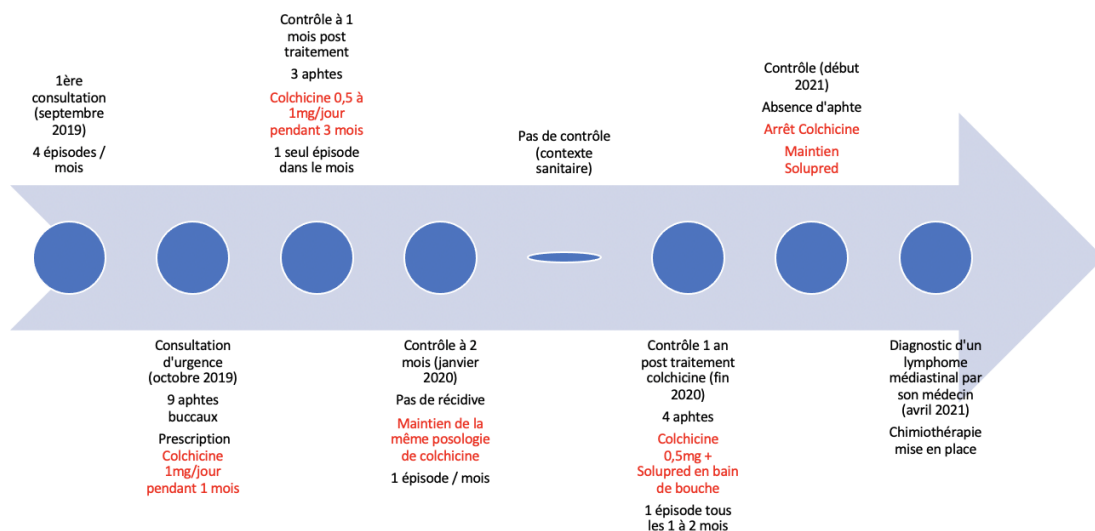 1ère
consultation
(septembre
2019)
4 épisodes /
mois
Consultation
d'urgence
(octobre 2019)
9 aphtes
buccaux
Prescription
Colchicine
1mg/jour
pendant 1 mois
Contrôle à 1
mois post
traitement
3 aphtes
Colchicine 0,5 à
1mg/jour
pendant 3 mois
1 seul épisode
dans le mois
Contrôle à 2
mois (janvier
2020)
Pas de récidive
Maintien de la
même posologie
de colchicine
1 épisode / mois
Pas de contrôle
(contexte
sanitaire)
Contrôle 1 an
post traitement
colchicine (fin
2020)
4 aphtes
Colchicine
0,5mg +
Solupred en bain
de bouche
1 épisode tous
les 1 à 2 mois
Contrôle (début
2021)
Absence d'aphte
Arrêt Colchicine
Maintien
Solupred
Diagnostic d'un
lymphome
médiastinal par
son médecin
(avril 2021)
Chimiothérapie
mise en place